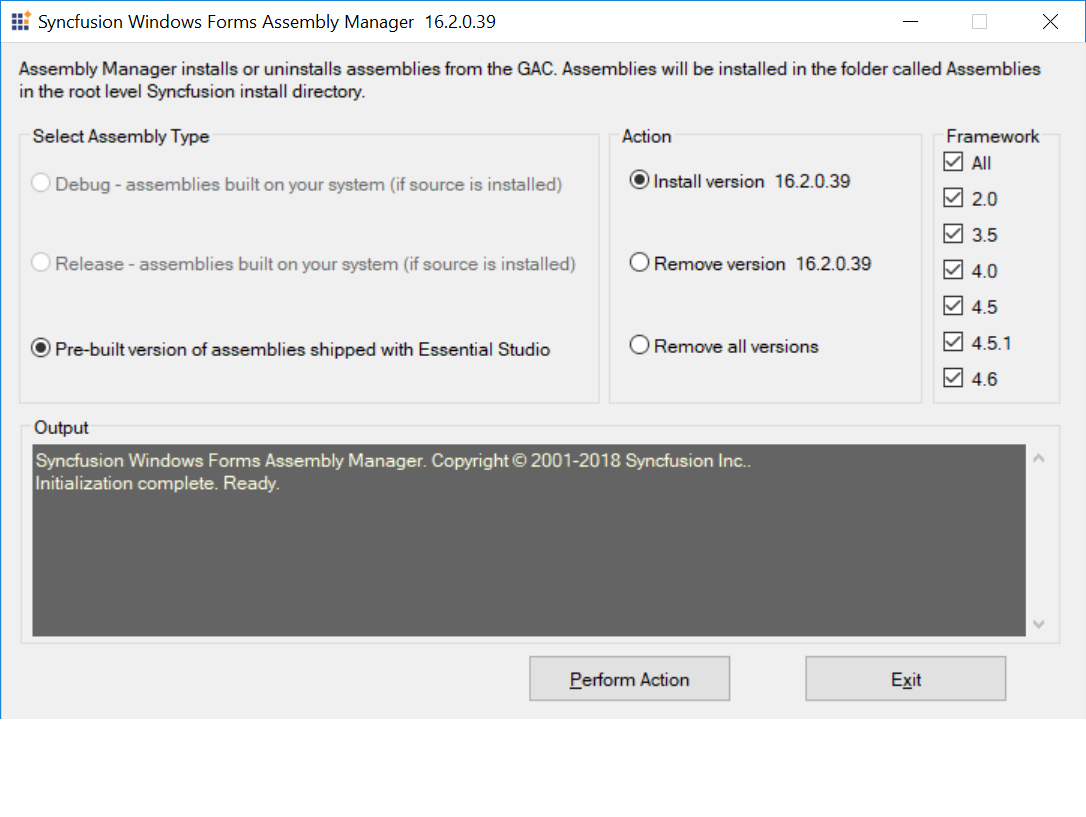 Syncfusion Windows Forms Assembly Manager 16.2.0.39
Assembly Manager installs or uninstalls assemblies from the GAC. Assemblies will be installed in the folder called Assemblies
in the root level Syncfusion install directory.
Select Assembly Type
Debug - assemblies built on your system (if source is installed)
Release - assemblies built on your system (if source is installed)
Pre-built version of assemblies shipped with Essential Studio
Action
Install version 16.2.0.39
Remove version 16.2.0.39
Remove all versions
Framework
All
2.0
3.5
4.0
4.5
4.5.1
4.6
Output
Syncfusion Windows Forms Assembly Manager. Copyright © 2001-2018 Syncfusion Inc..
Initialization complete. Ready.
Perform Action
Exit